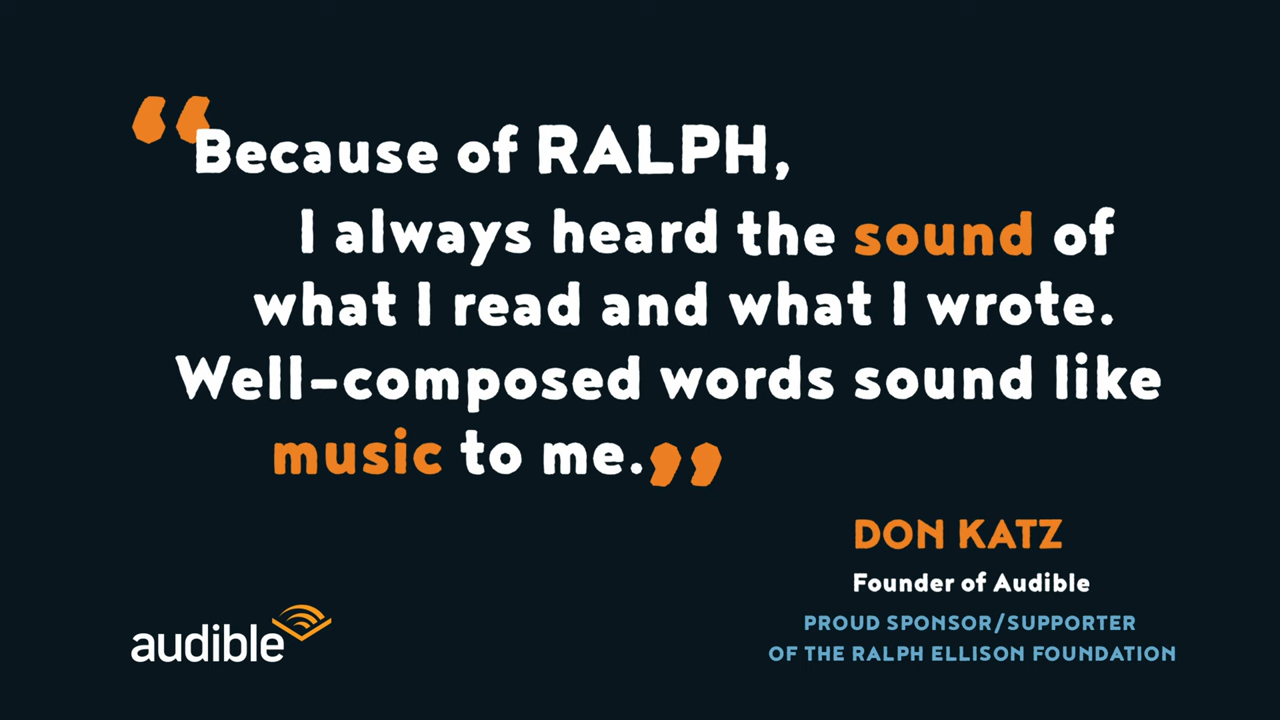 “Because of RALPH,
I always heard the sound of
what I read and what I wrote.
Well-composed words sound like
music to me.”
DON KATZ
Founder of Audible
PROUD SPONSOR/SUPPORTER
OF THE RALPH ELLISON FOUNDATION
audible